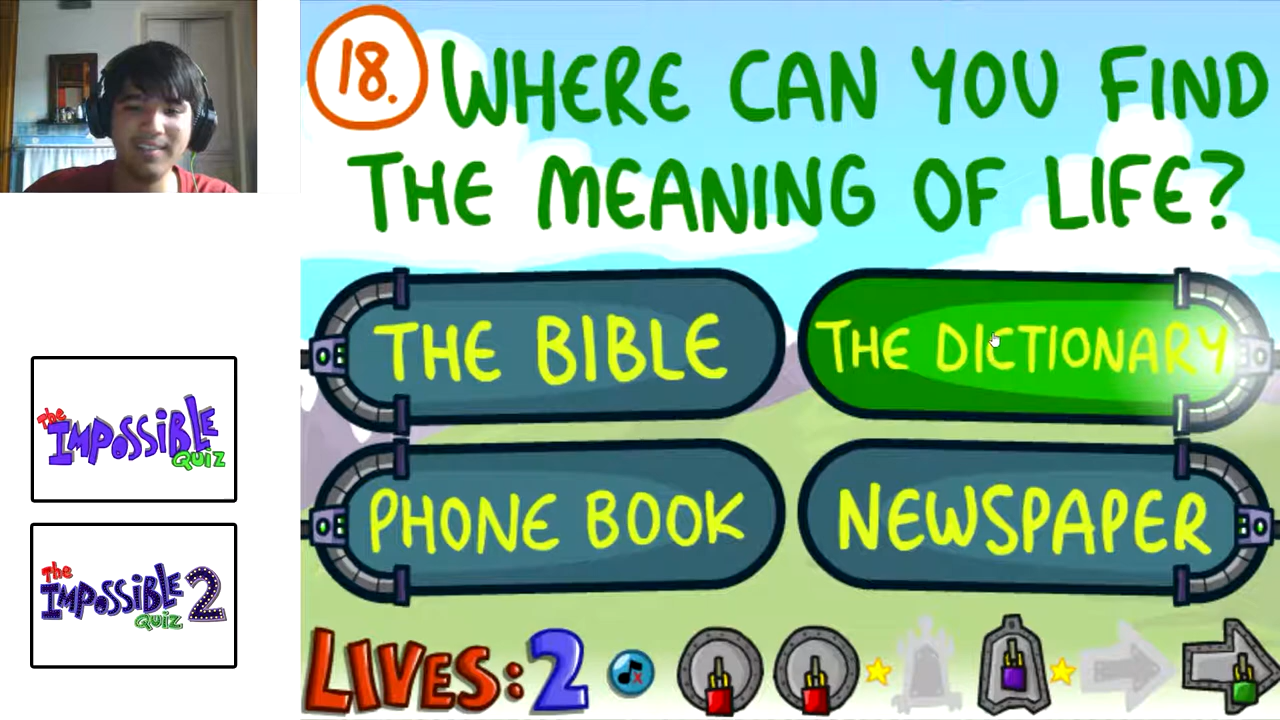 18. WHERE CAN YOU FIND
THE MEANING OF LIFE?
THE BIBLE
THE DICTIONARY
PHONE BOOK
NEWSPAPER
The
IMPOSSIBLE
QUIZ
The
IMPOSSIBLE 2
QUIZ
LIVES: 2